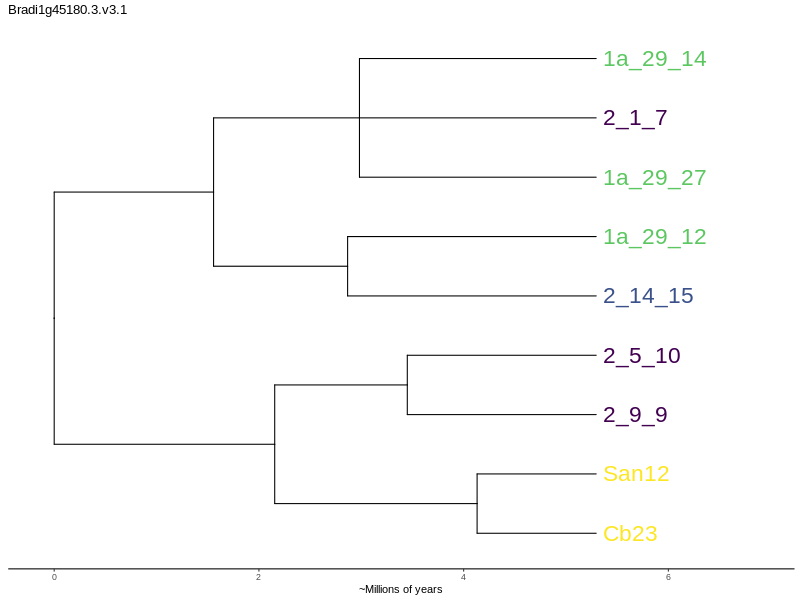 Bradi1g45180.3.v3.1
1a_29_14
2_1_7
1a_29_27
1a_29_12
2_14_15
2_5_10
2_9_9
San12
Cb23
0 2 4 6
~Millions of years